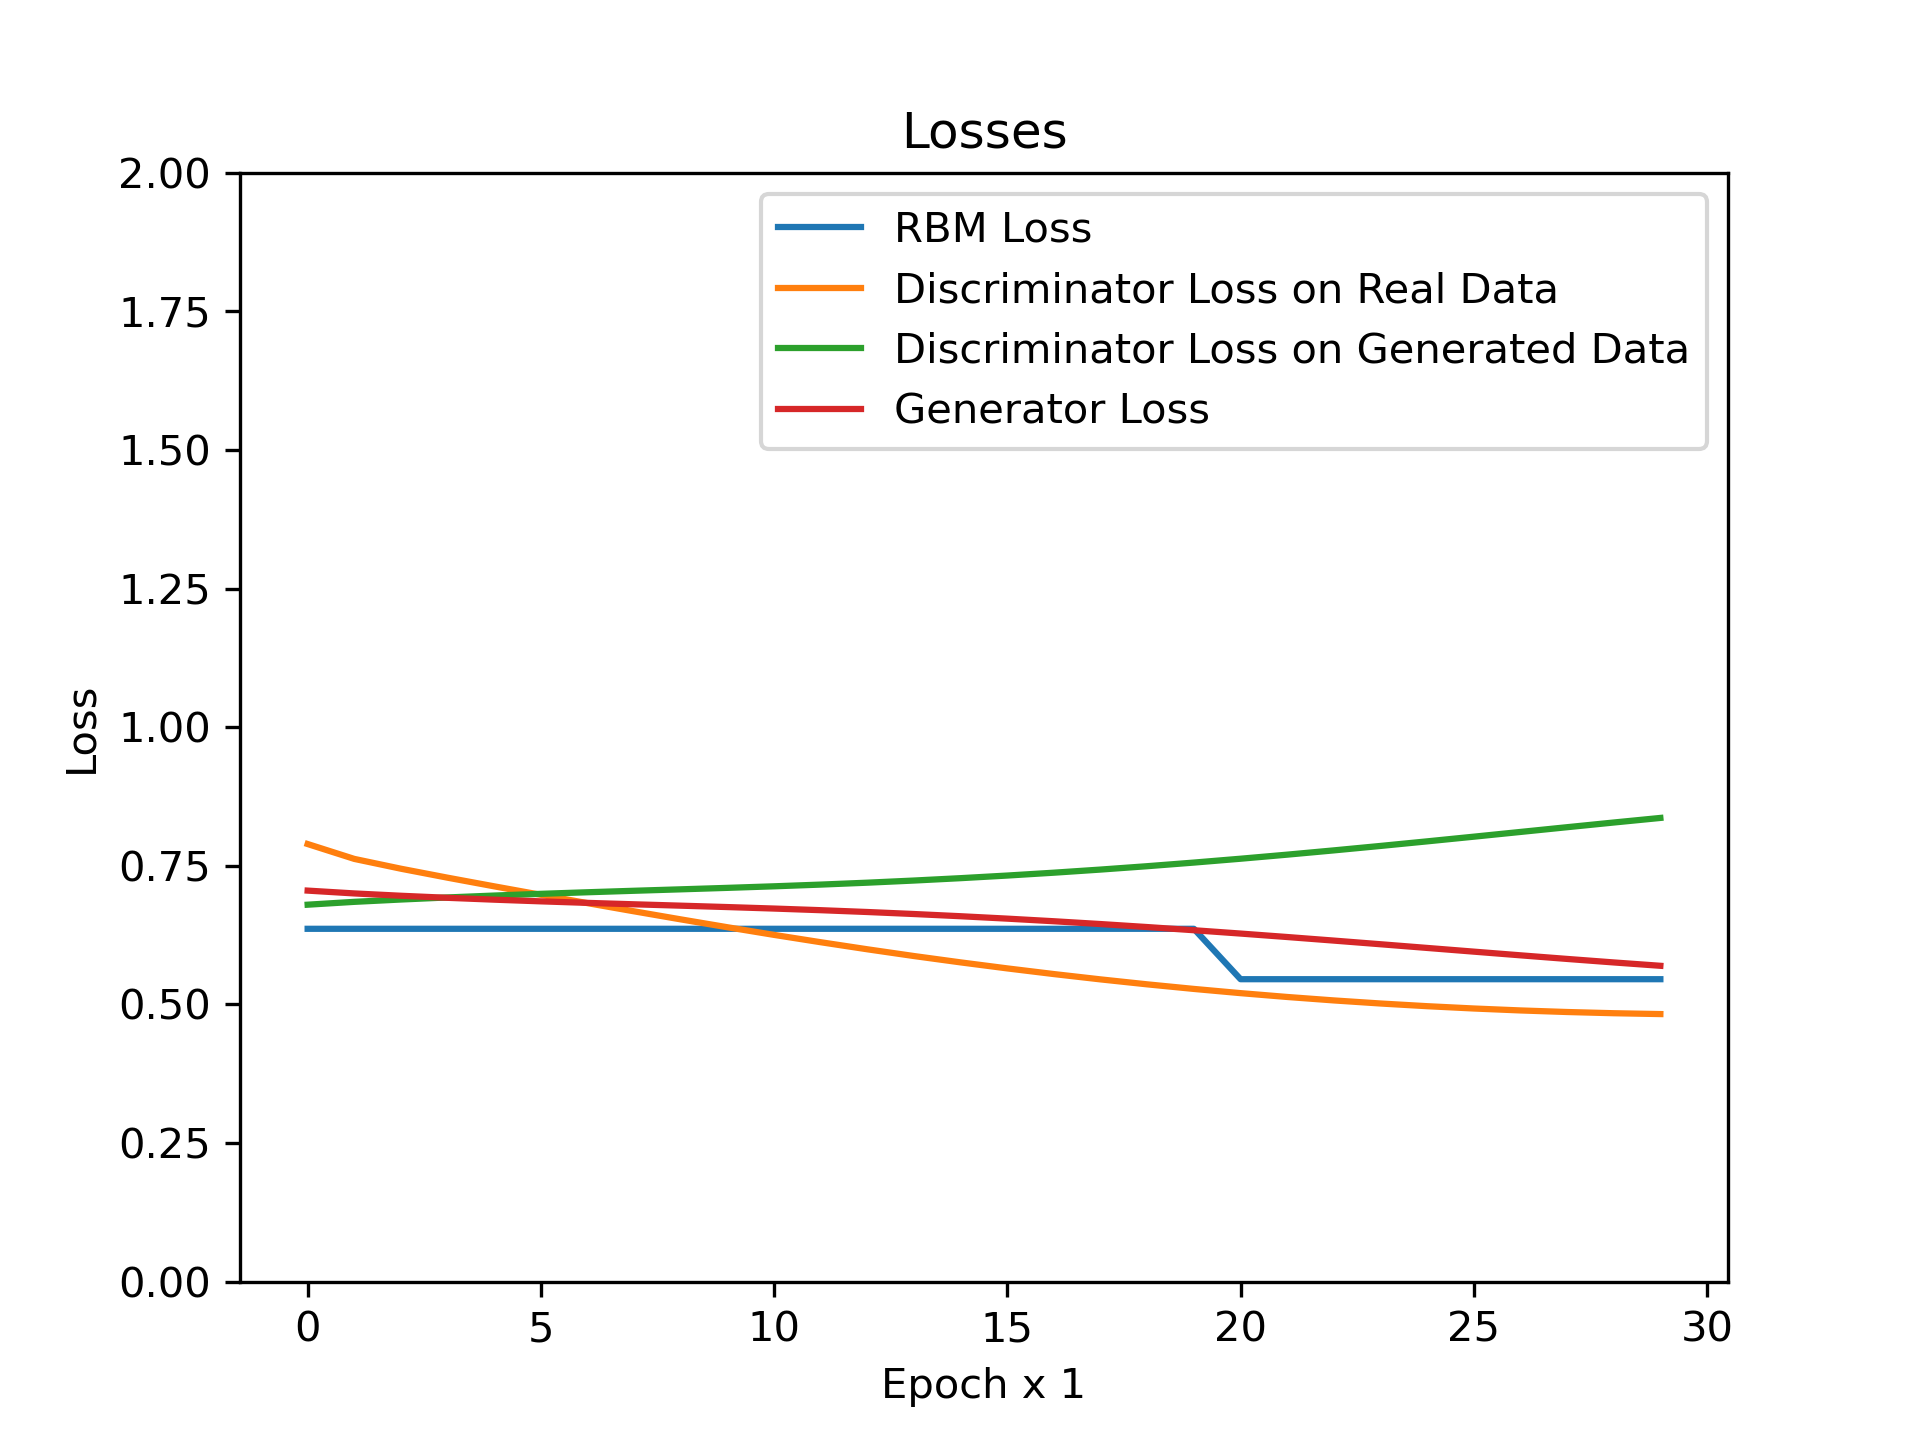 Losses
2.00
1.75
1.50
1.25
1.00
0.75
0.50
0.25
0.00
Loss
RBM Loss
Discriminator Loss on Real Data
Discriminator Loss on Generated Data
Generator Loss
0 5 10 15 20 25 30
Epoch x 1